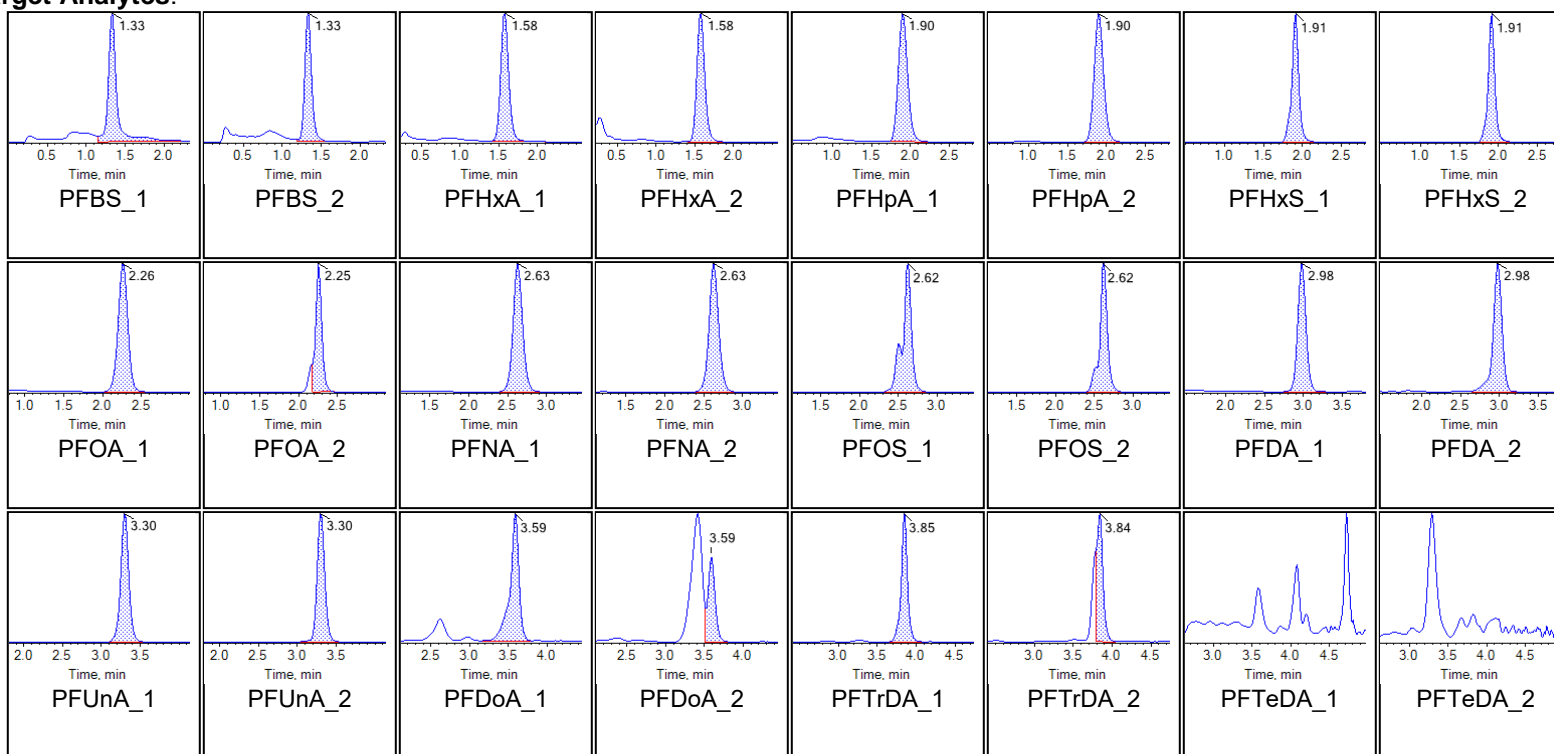 arget Analytes:
1.33 1.33 1.58 1.58 1.90 1.90 1.91 1.91
0.5 1.0 1.5 2.0 0.5 1.0 1.5 2.0 0.5 1.0 1.5 2.0 0.5 1.0 1.5 2.0 1.0 1.5 2.0 2.5 1.0 1.5 2.0 2.5 1.0 1.5 2.0 2.5 1.0 1.5 2.0 2.5
Time, min Time, min Time, min Time, min Time, min Time, min Time, min Time, min
PFBS_1 PFBS_2 PFHxA_1 PFHxA_2 PFHpA_1 PFHpA_2 PFHxS_1 PFHxS_2
2.26 2.25 2.63 2.63 2.62 2.62 2.98 2.98
1.0 1.5 2.0 2.5 1.0 1.5 2.0 2.5 1.5 2.0 2.5 3.0 1.5 2.0 2.5 3.0 1.5 2.0 2.5 3.0 1.5 2.0 2.5 3.0 2.0 2.5 3.0 3.5 2.0 2.5 3.0 3.5
Time, min Time, min Time, min Time, min Time, min Time, min Time, min Time, min
PFOA_1 PFOA_2 PFNA_1 PFNA_2 PFOS_1 PFOS_2 PFDA_1 PFDA_2
3.30 3.30 3.59 3.59 3.85 3.84
2.0 2.5 3.0 3.5 2.0 2.5 3.0 3.5 2.5 3.0 3.5 4.0 2.5 3.0 3.5 4.0 3.0 3.5 4.0 4.5 3.0 3.5 4.0 4.5 3.0 3.5 4.0 4.5 3.0 3.5 4.0 4.5
Time, min Time, min Time, min Time, min Time, min Time, min Time, min Time, min
PFUnA_1 PFUnA_2 PFDoA_1 PFDoA_2 PFTrDA_1 PFTrDA_2 PFTeDA_1 PFTeDA_2